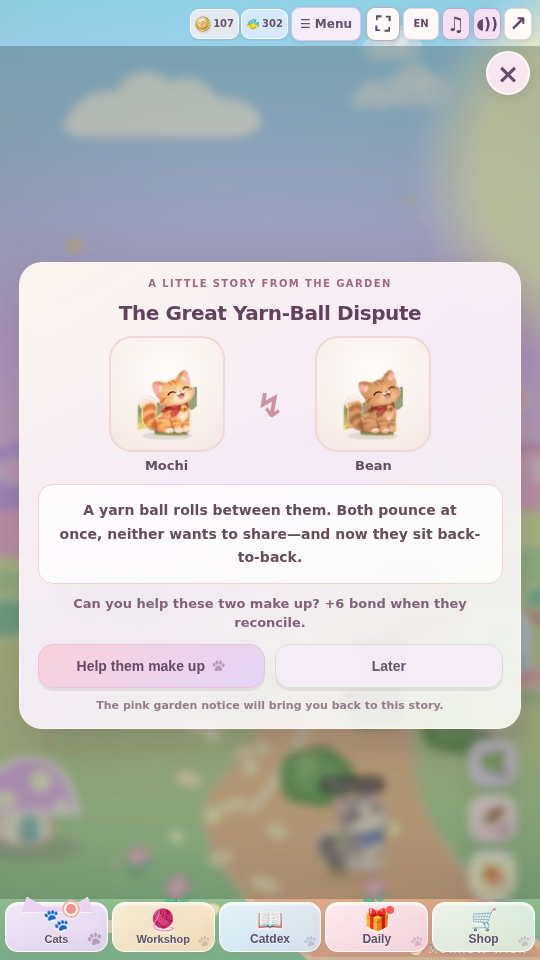 107
302
☰ Menu
EN
A LITTLE STORY FROM THE GARDEN
The Great Yarn-Ball Dispute
Mochi
Bean
A yarn ball rolls between them. Both pounce at
once, neither wants to share—and now they sit back-
to-back.
Can you help these two make up? +6 bond when they
reconcile.
Help them make up
Later
The pink garden notice will bring you back to this story.
Cats
Workshop
Catdex
Daily
Shop